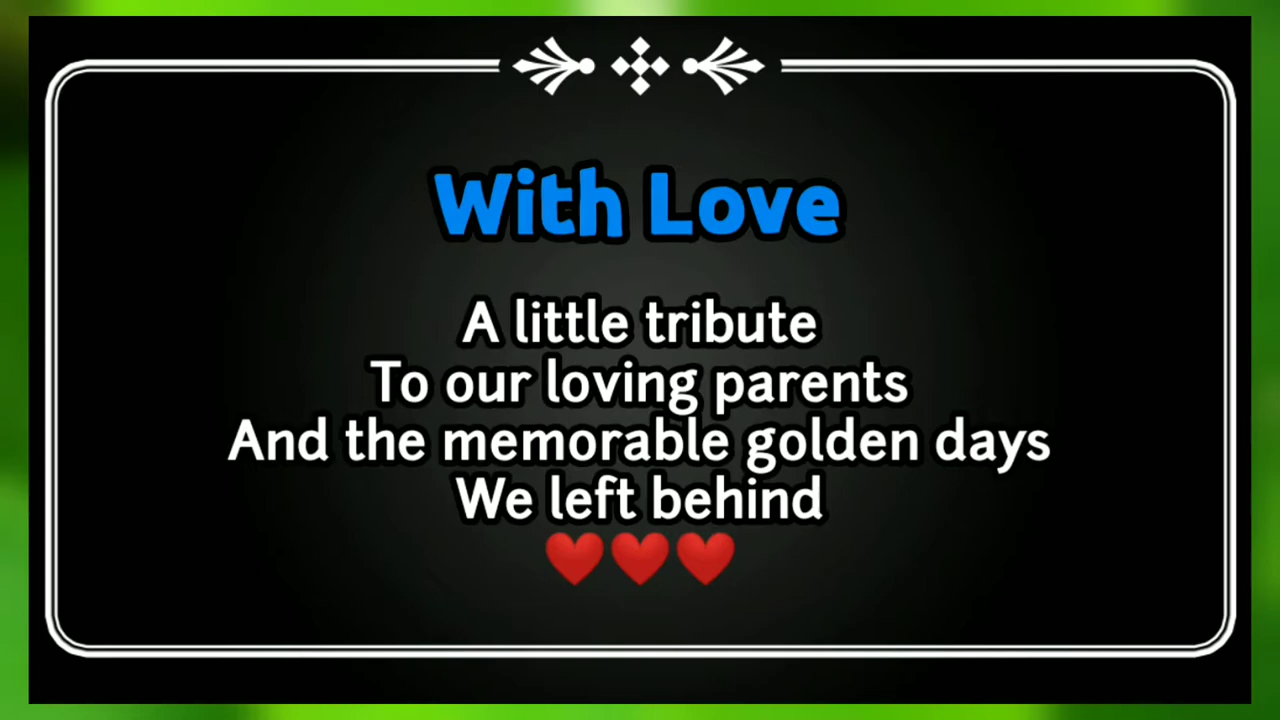 With Love
A little tribute
To our loving parents
And the memorable golden days
We left behind
❤️❤️❤️